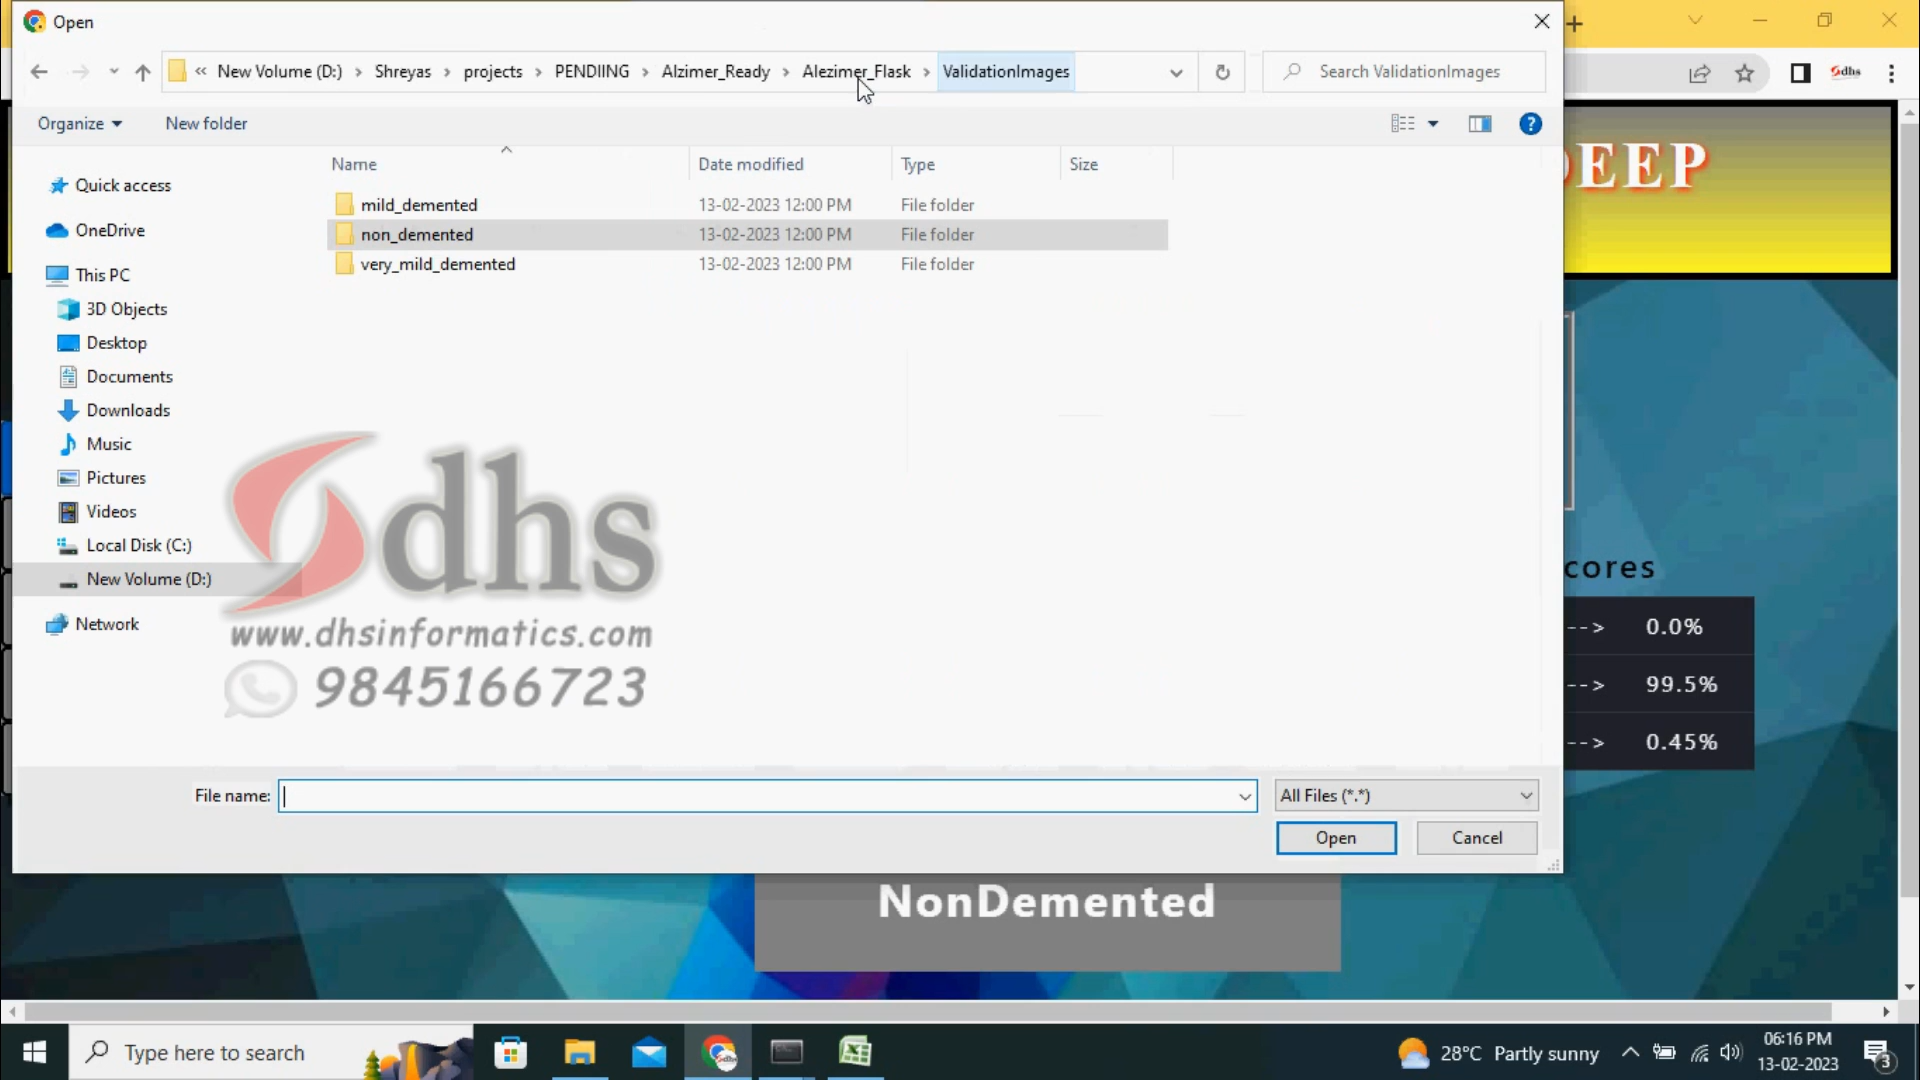 Open
« New Volume (D:) › Shreyas › projects › PENDIING › Alzimer_Ready › Alezimer_Flask › ValidationImages
Search ValidationImages
Sdhs
Organize
New folder
?
EEP
Name
Date modified
Type
Size
Quick access
OneDrive
This PC
3D Objects
Desktop
Documents
Downloads
Music
Pictures
Videos
Local Disk (C:)
New Volume (D:)
Network
mild_demented 13-02-2023 12:00 PM File folder
non_demented 13-02-2023 12:00 PM File folder
very_mild_demented 13-02-2023 12:00 PM File folder
Sdhs
www.dhsinformatics.com
9845166723
cores
--> 0.0%
--> 99.5%
--> 0.45%
File name:
All Files (*.*)
Open
Cancel
NonDemented
Type here to search
28°C Partly sunny
06:16 PM
13-02-2023
3